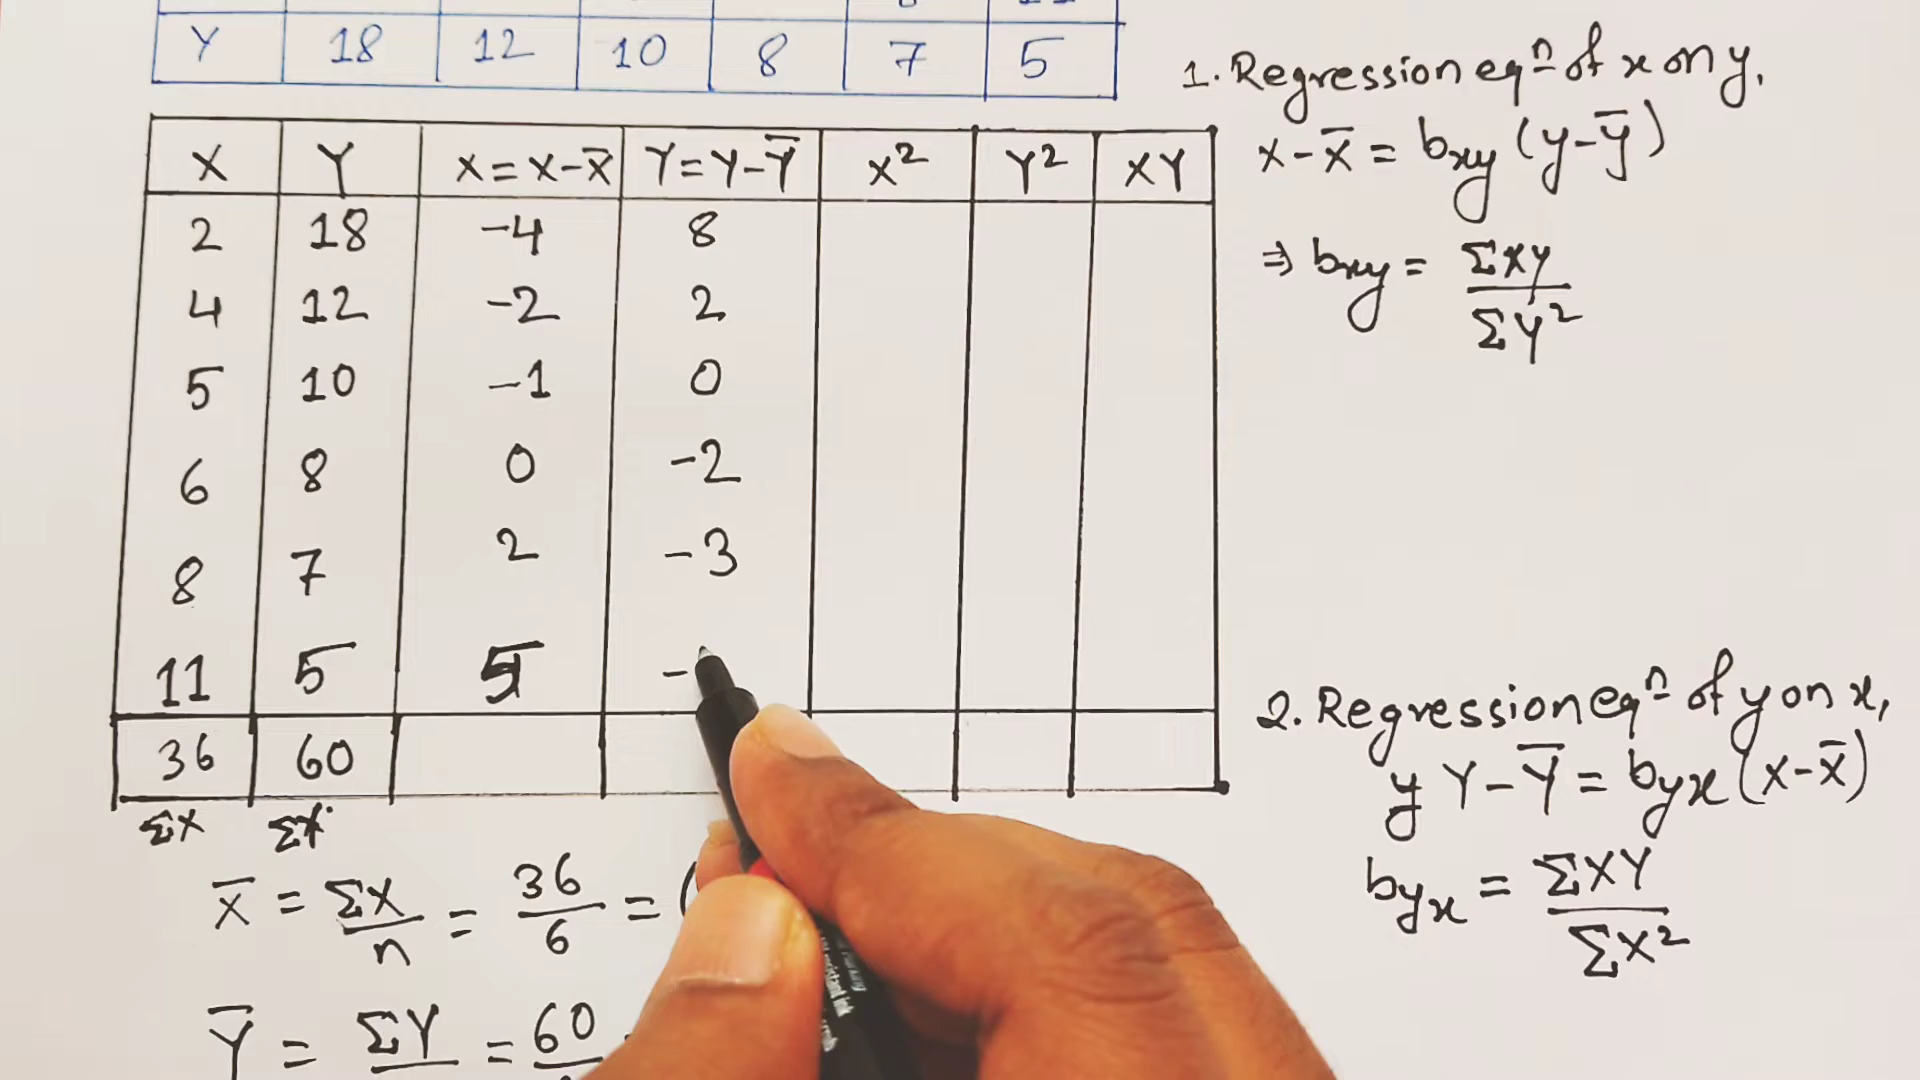 Y 18 12 10 8 7 5
X Y X=X-X̅ Y=Y-Y̅ X² Y² XY
2 18 -4 8
4 12 -2 2
5 10 -1 0
6 8 0 -2
8 7 2 -3
11 5 5 -
36 60
ΣX ΣY
X̅ = ΣX/n = 36/6 =
Y̅ = ΣY = 60
1. Regression eqⁿ of x on y,
x-x̅ = bxy (y-y̅)
⇒ bxy = ΣXY/ΣY²
2. Regression eqⁿ of y on x,
y Y-Y̅ = byx (X-X̅)
byx = ΣXY/ΣX²